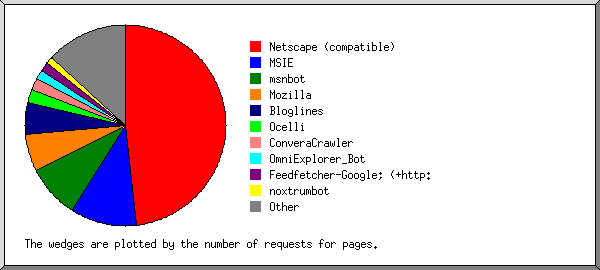 Netscape (compatible)
MSIE
msnbot
Mozilla
Bloglines
Ocelli
ConveraCrawler
OmniExplorer_Bot
Feedfetcher-Google; (+http:
noxtrumbot
Other
The wedges are plotted by the number of requests for pages.